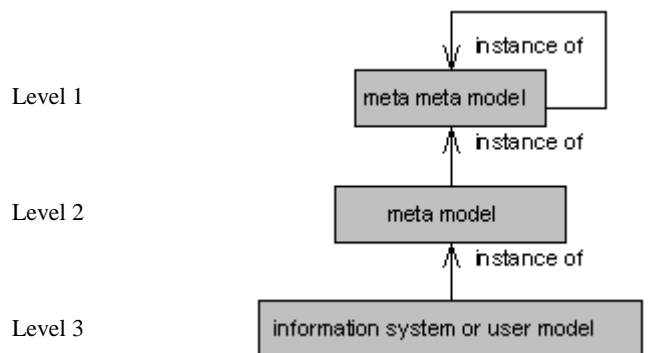 instance of
Level 1
meta meta model
instance of
Level 2
meta model
instance of
Level 3
information system or user model